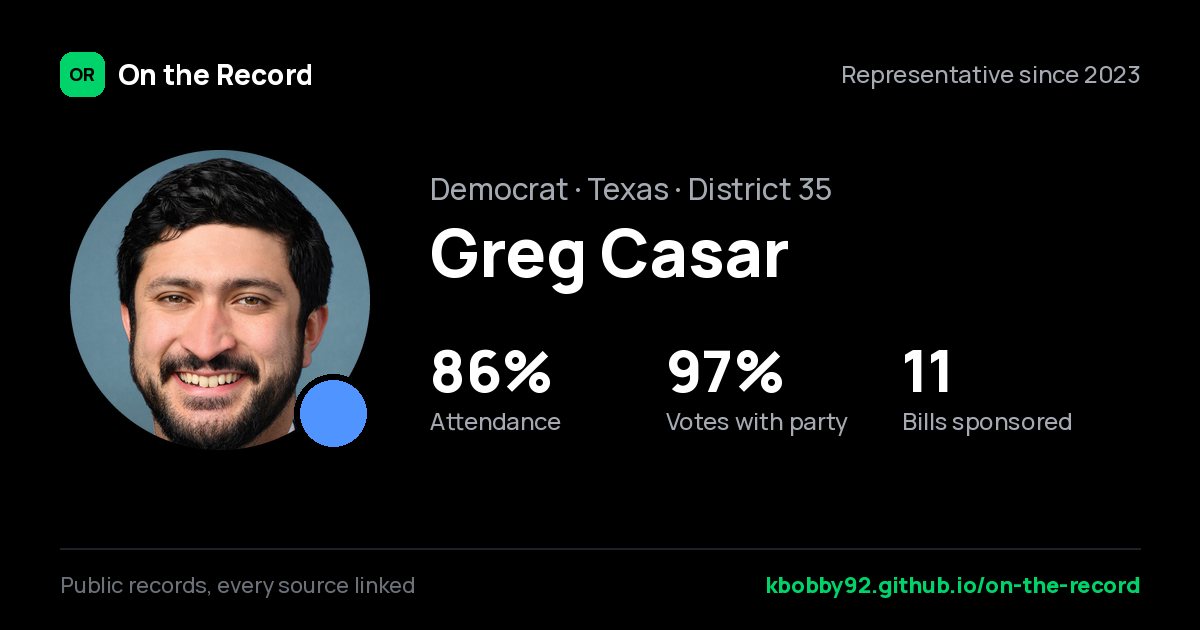 OR On the Record
Representative since 2023
Democrat · Texas · District 35
Greg Casar
86% 97% 11
Attendance Votes with party Bills sponsored
Public records, every source linked
kbobby92.github.io/on-the-record